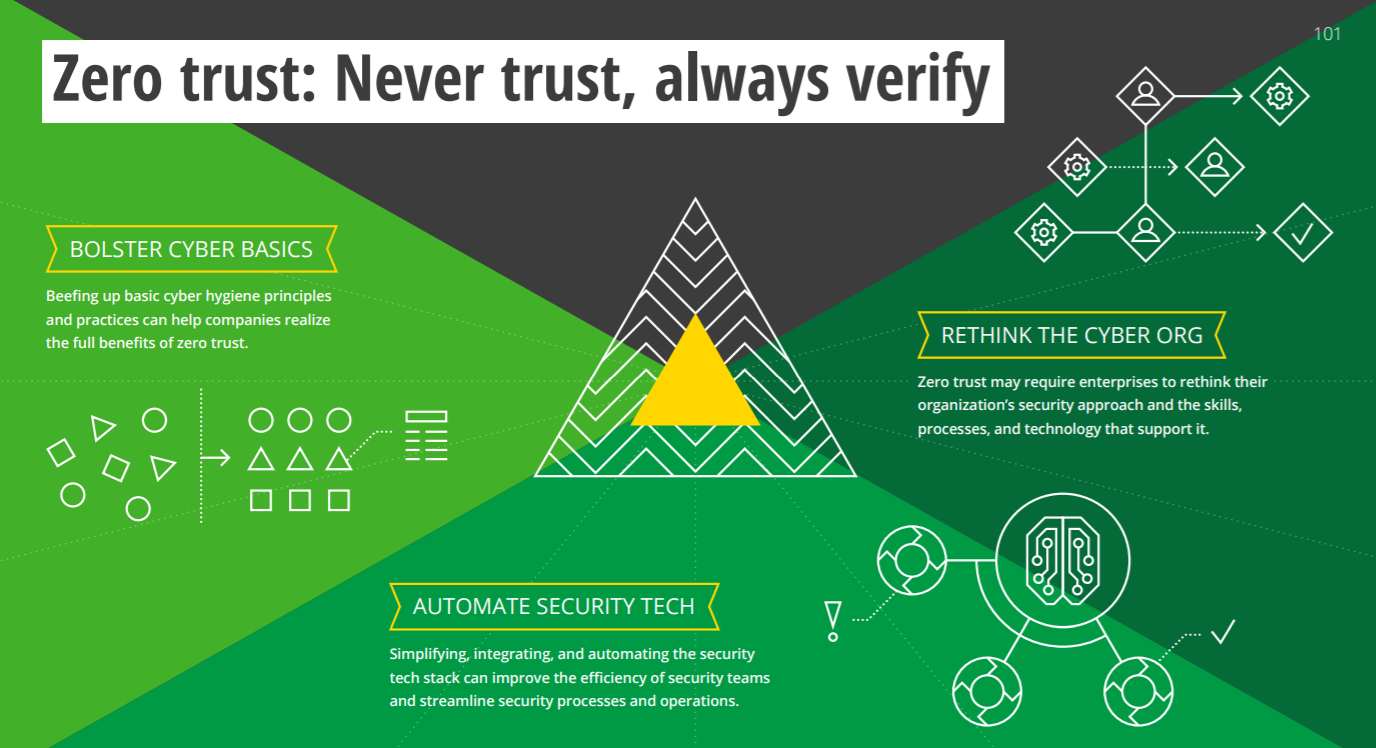 101
Zero trust: Never trust, always verify
BOLSTER CYBER BASICS
Beefing up basic cyber hygiene principles
and practices can help companies realize
the full benefits of zero trust.
RETHINK THE CYBER ORG
Zero trust may require enterprises to rethink their
organization’s security approach and the skills,
processes, and technology that support it.
AUTOMATE SECURITY TECH
Simplifying, integrating, and automating the security
tech stack can improve the efficiency of security teams
and streamline security processes and operations.